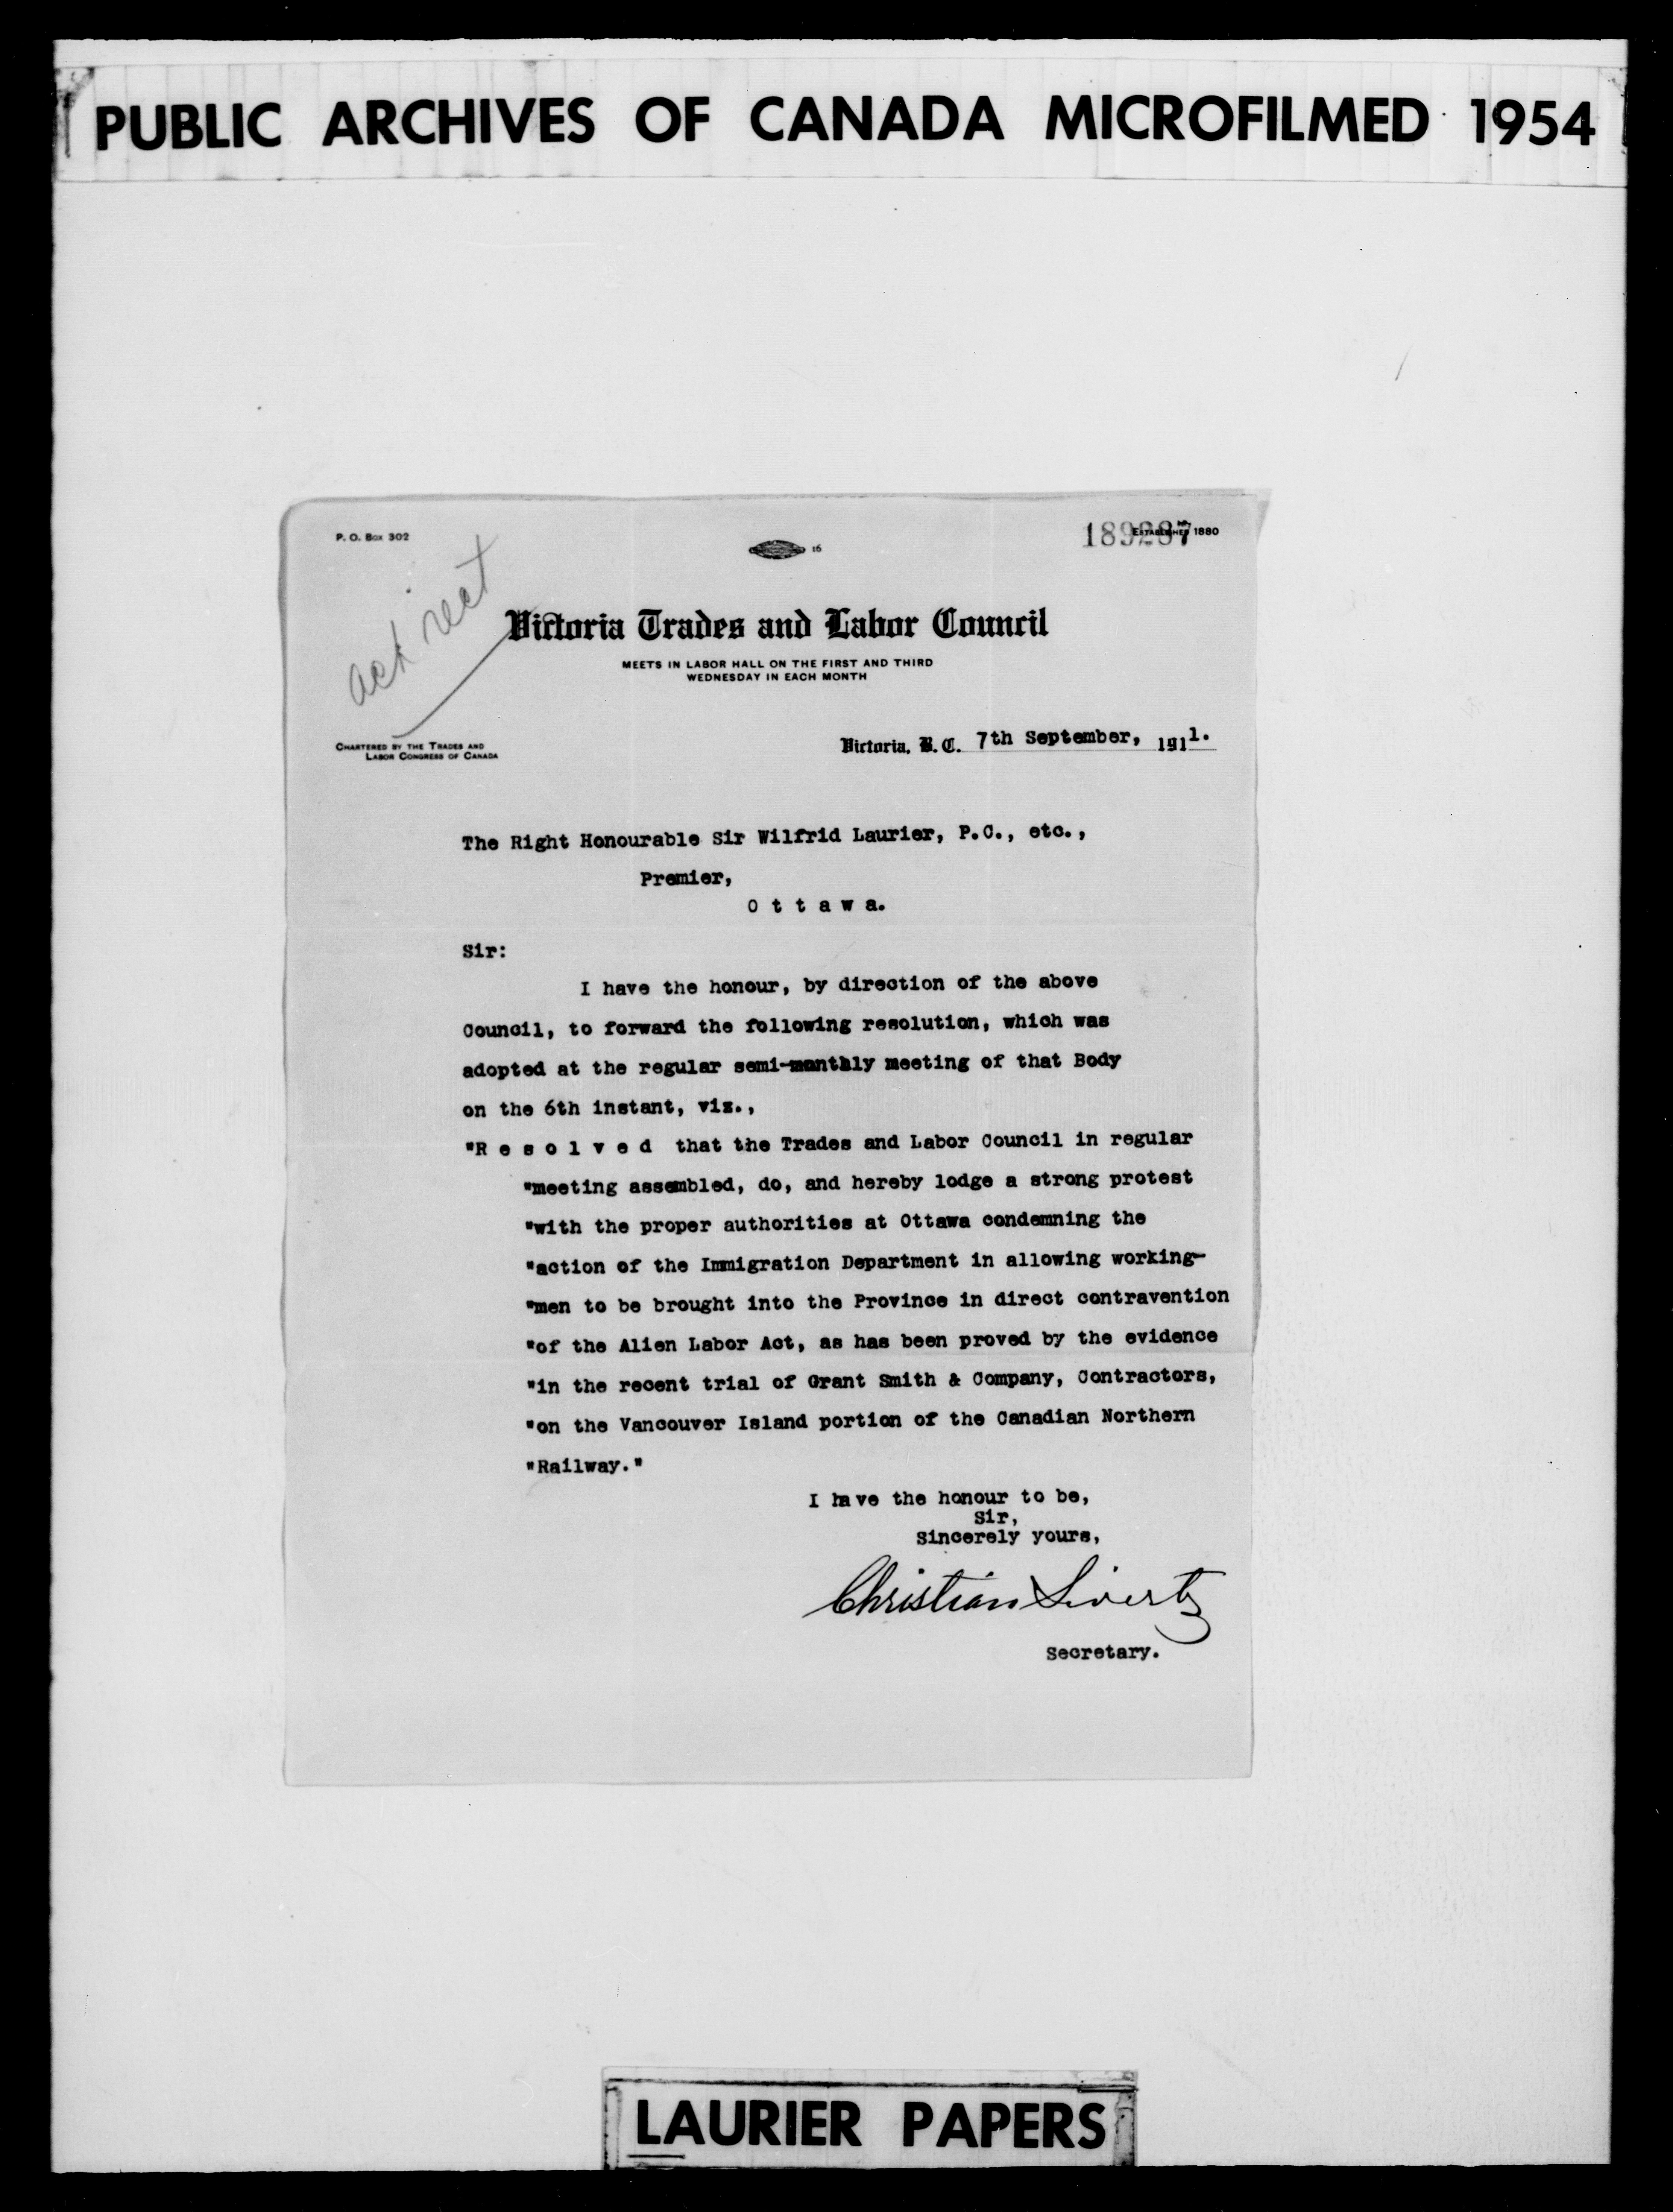 PUBLIC ARCHIVES OF CANADA MICROFILMED 1954
P. O. Box 302
16
189287
ESTABLISHED 1880
ack rect
Victoria Trades and Labor Council
MEETS IN LABOR HALL ON THE FIRST AND THIRD
WEDNESDAY IN EACH MONTH
CHARTERED BY THE TRADES AND
LABOR CONGRESS OF CANADA
Victoria, B. C. 7th September, 1911.
The Right Honourable Sir Wilfrid Laurier, P.C., etc.,
Premier,
O t t a w a.
Sir:
I have the honour, by direction of the above
Council, to forward the following resolution, which was
adopted at the regular semi-monthly meeting of that Body
on the 6th instant, viz.,
"R e s o l v e d that the Trades and Labor Council in regular
"meeting assembled, do, and hereby lodge a strong protest
"with the proper authorities at Ottawa condemning the
"action of the Immigration Department in allowing working-
"men to be brought into the Province in direct contravention
"of the Alien Labor Act, as has been proved by the evidence
"in the recent trial of Grant Smith & Company, Contractors,
"on the Vancouver Island portion of the Canadian Northern
"Railway."
I have the honour to be,
Sir,
Sincerely yours,
Christian Sivertz
Secretary.
LAURIER PAPERS